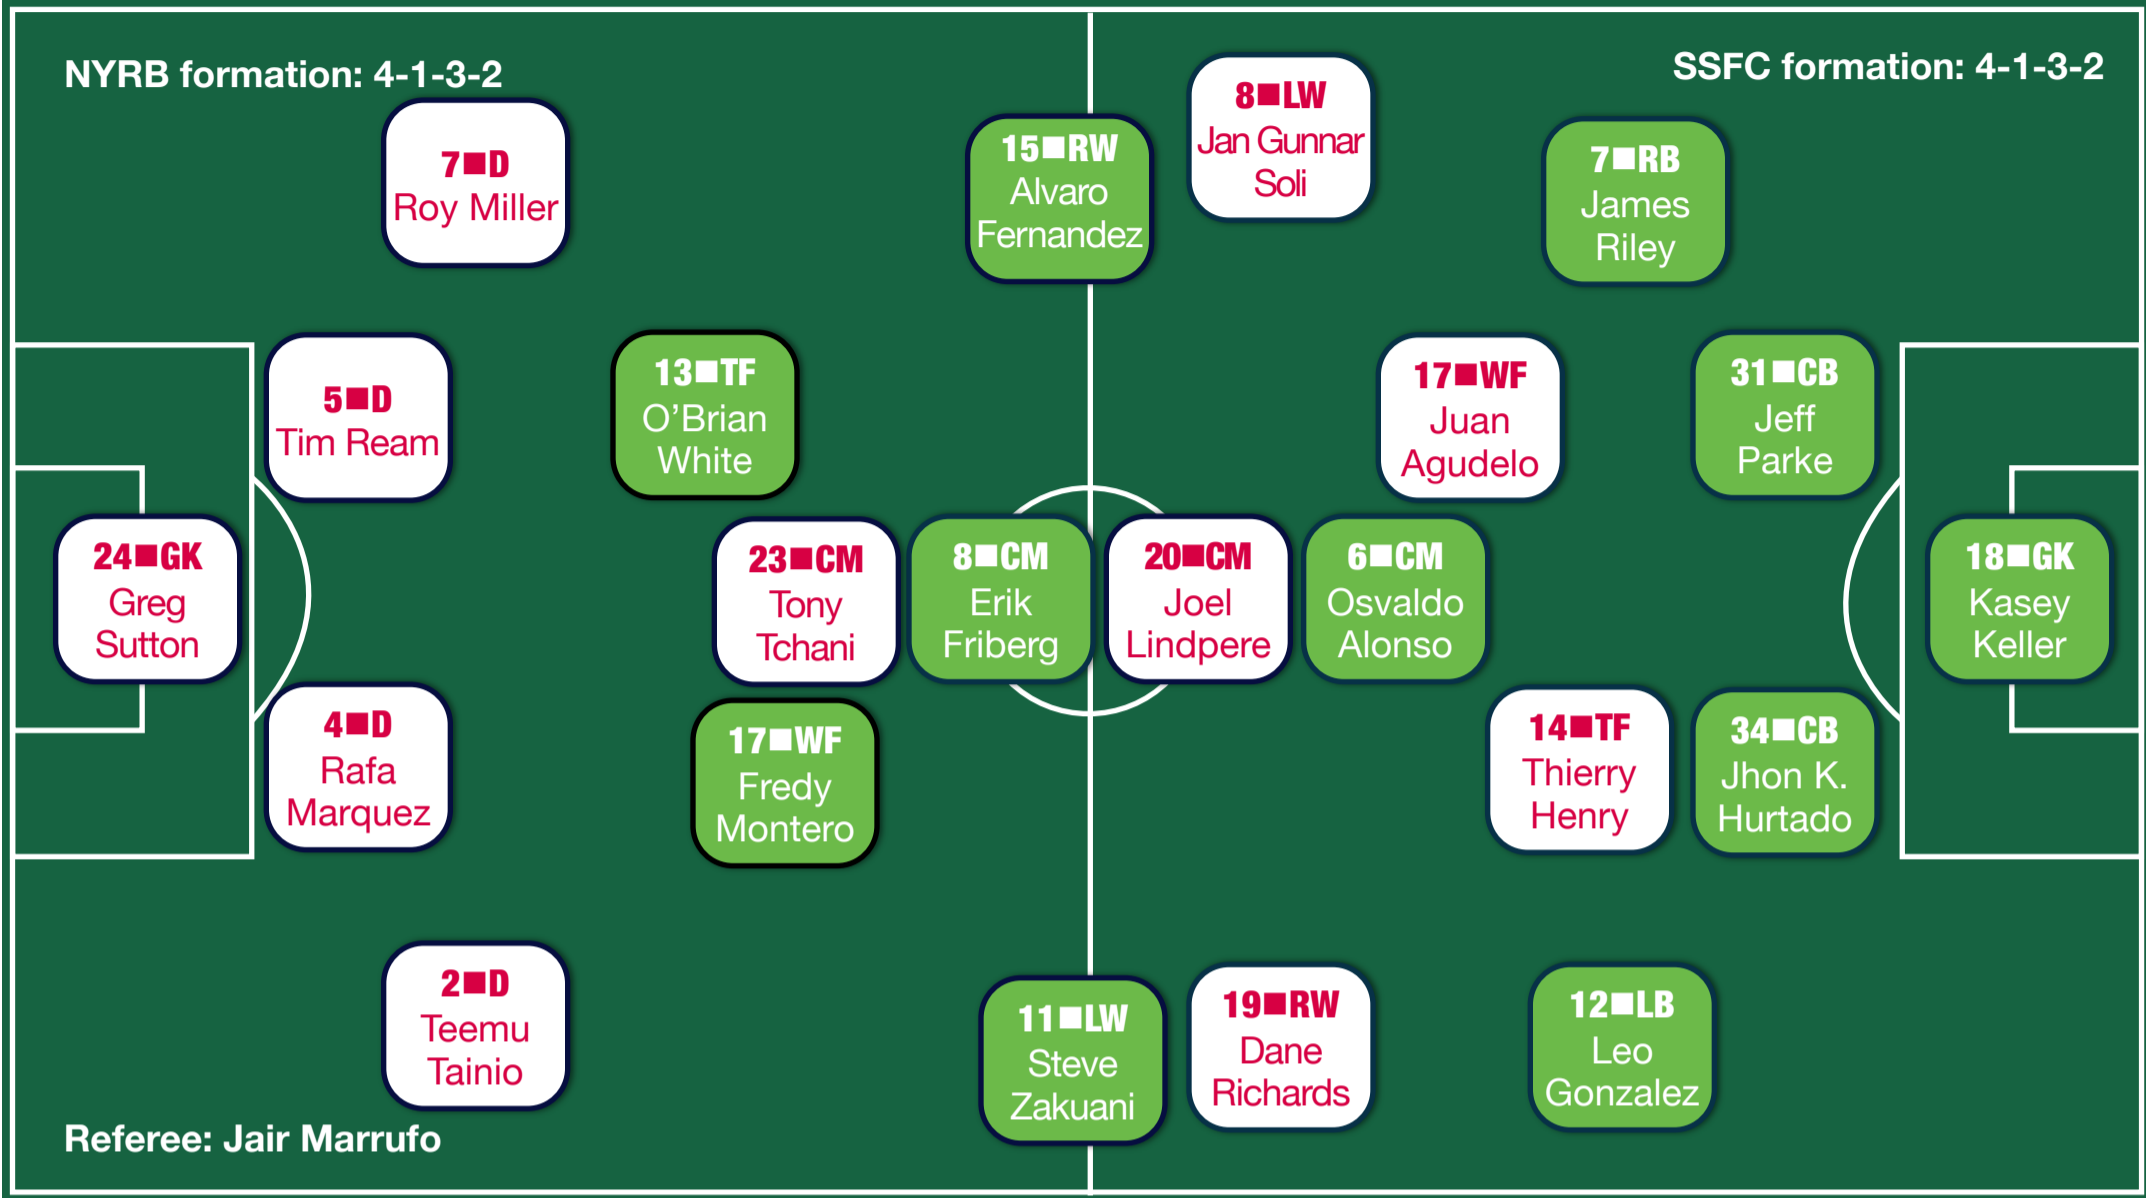 NYRB formation: 4-1-3-2
SSFC formation: 4-1-3-2
7■D
Roy Miller
15■RW
Alvaro
Fernandez
8■LW
Jan Gunnar
Soli
7■RB
James
Riley
5■D
Tim Ream
13■TF
O’Brian
White
17■WF
Juan
Agudelo
31■CB
Jeff
Parke
24■GK
Greg
Sutton
23■CM
Tony
Tchani
8■CM
Erik
Friberg
20■CM
Joel
Lindpere
6■CM
Osvaldo
Alonso
18■GK
Kasey
Keller
4■D
Rafa
Marquez
17■WF
Fredy
Montero
14■TF
Thierry
Henry
34■CB
Jhon K.
Hurtado
2■D
Teemu
Tainio
11■LW
Steve
Zakuani
19■RW
Dane
Richards
12■LB
Leo
Gonzalez
Referee: Jair Marrufo